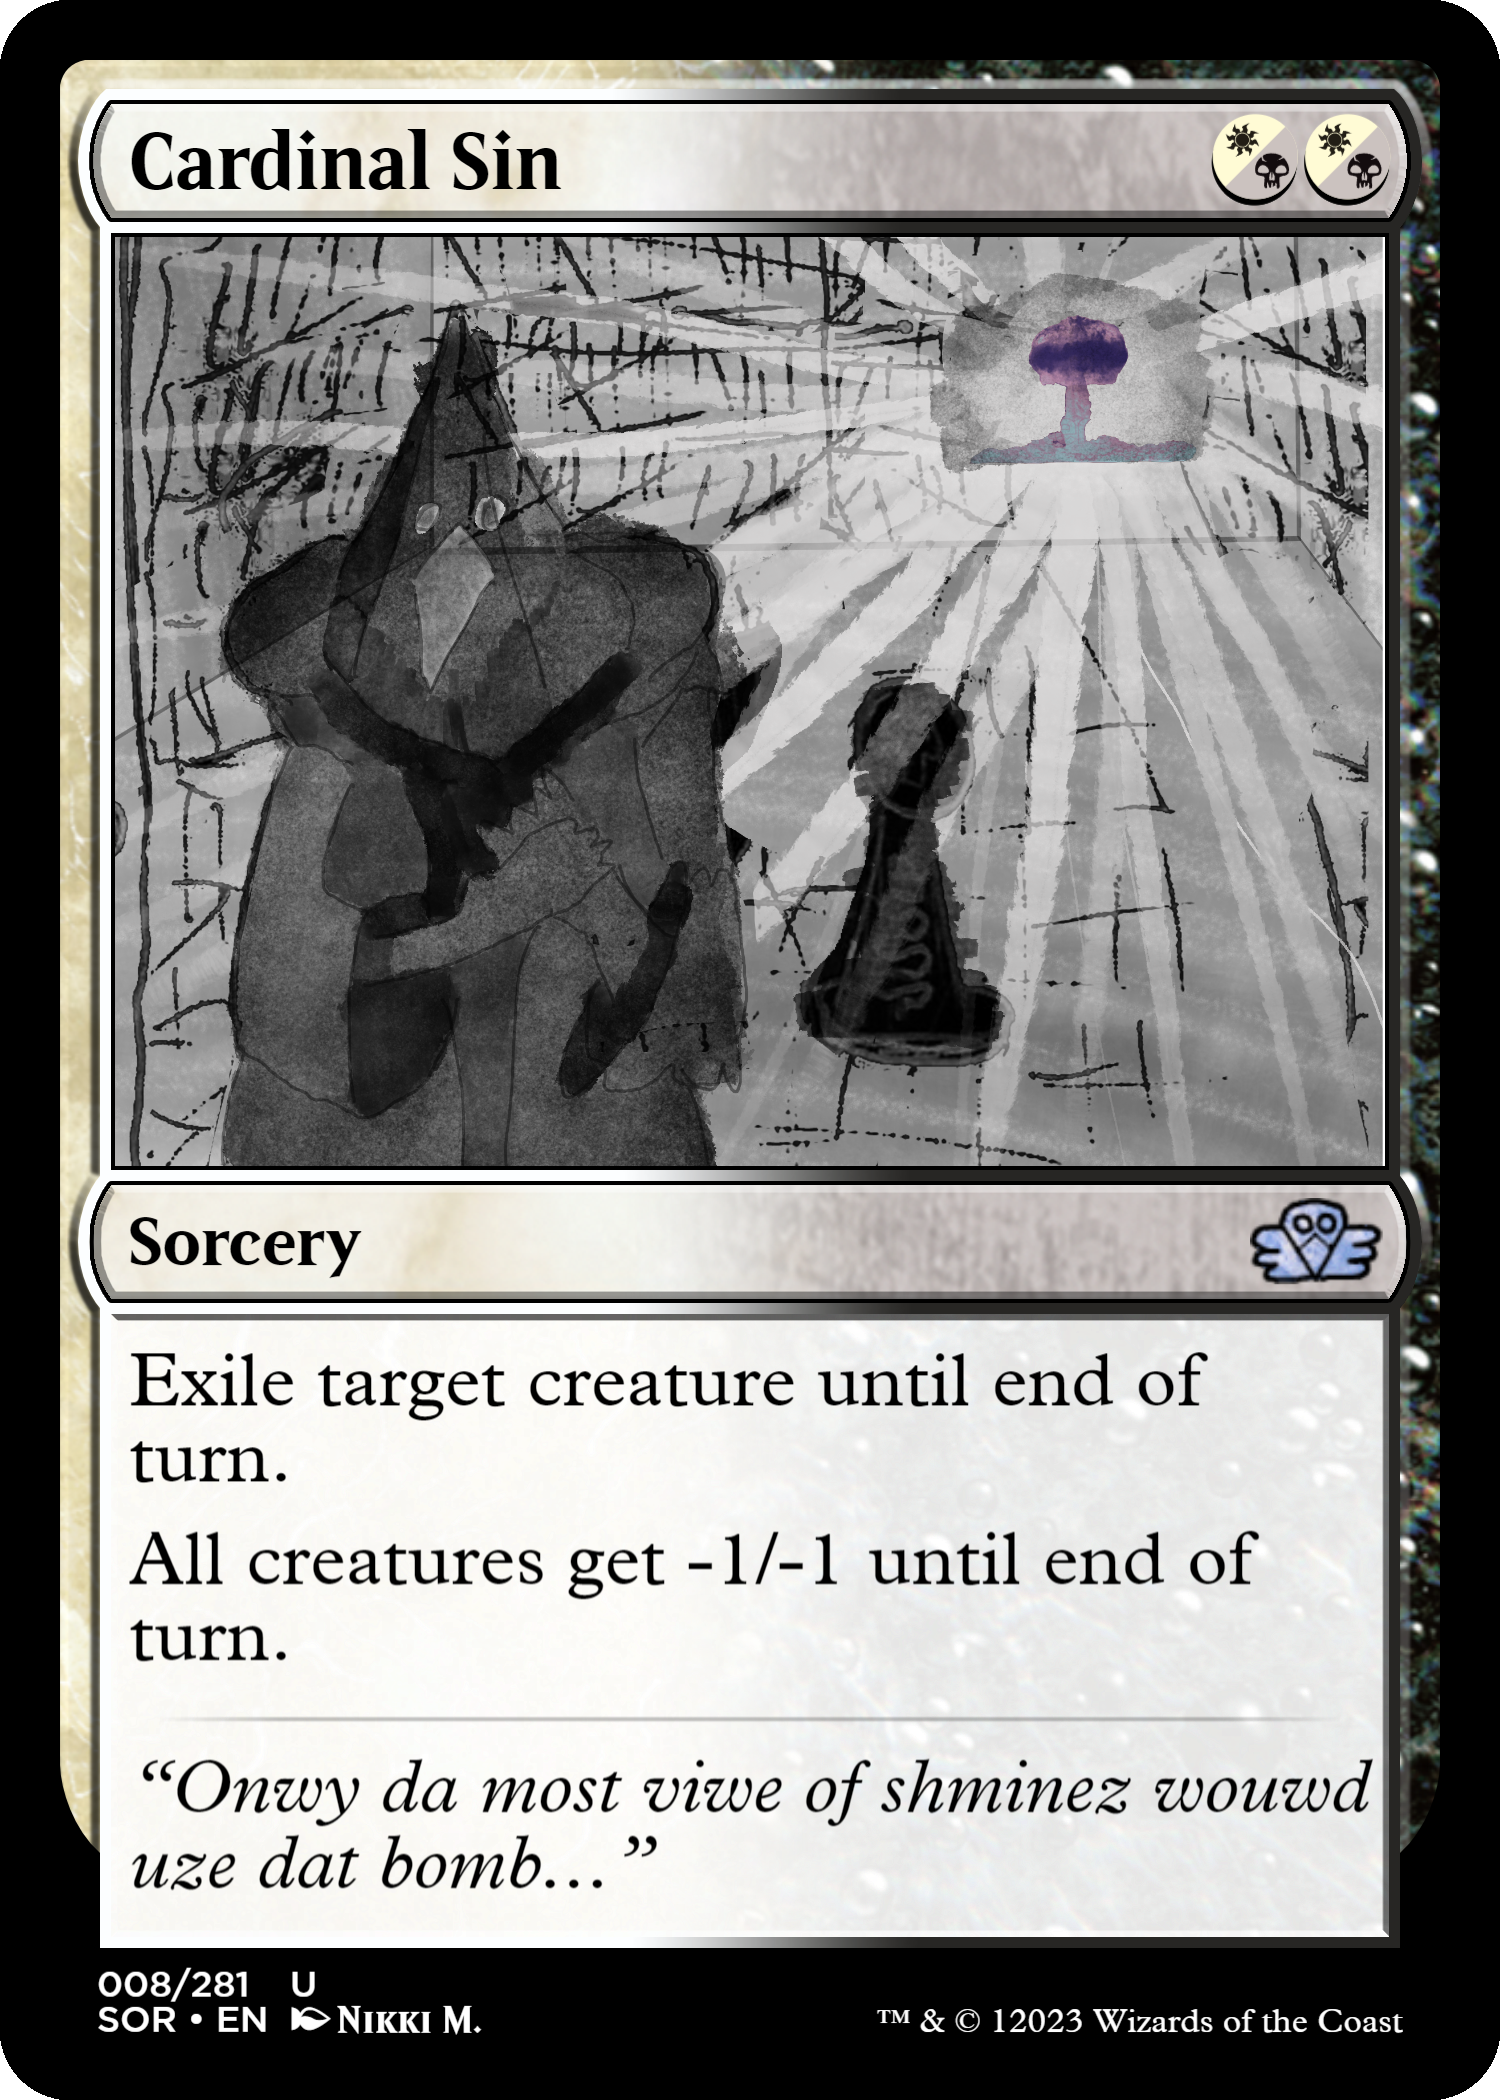 Cardinal Sin
Sorcery
Exile target creature until end of
turn.
All creatures get -1/-1 until end of
turn.
“Onwy da most viwe of shminez wouwd
uze dat bomb…”
008/281 U
SOR • EN Nikki M.
™ & © 12023 Wizards of the Coast